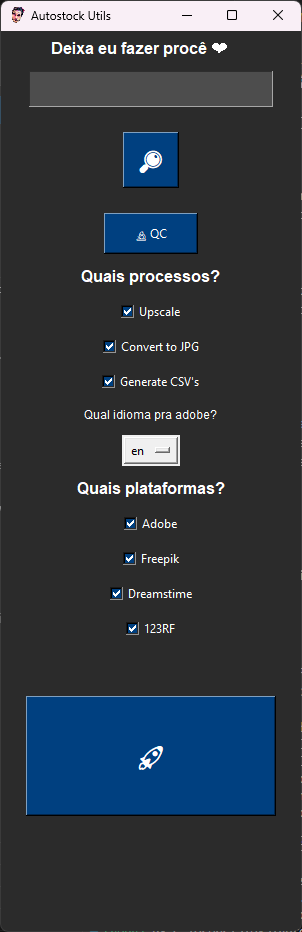 Autostock Utils
Deixa eu fazer procê ❤
QC
Quais processos?
Upscale
Convert to JPG
Generate CSV's
Qual idioma pra adobe?
en
Quais plataformas?
Adobe
Freepik
Dreamstime
123RF